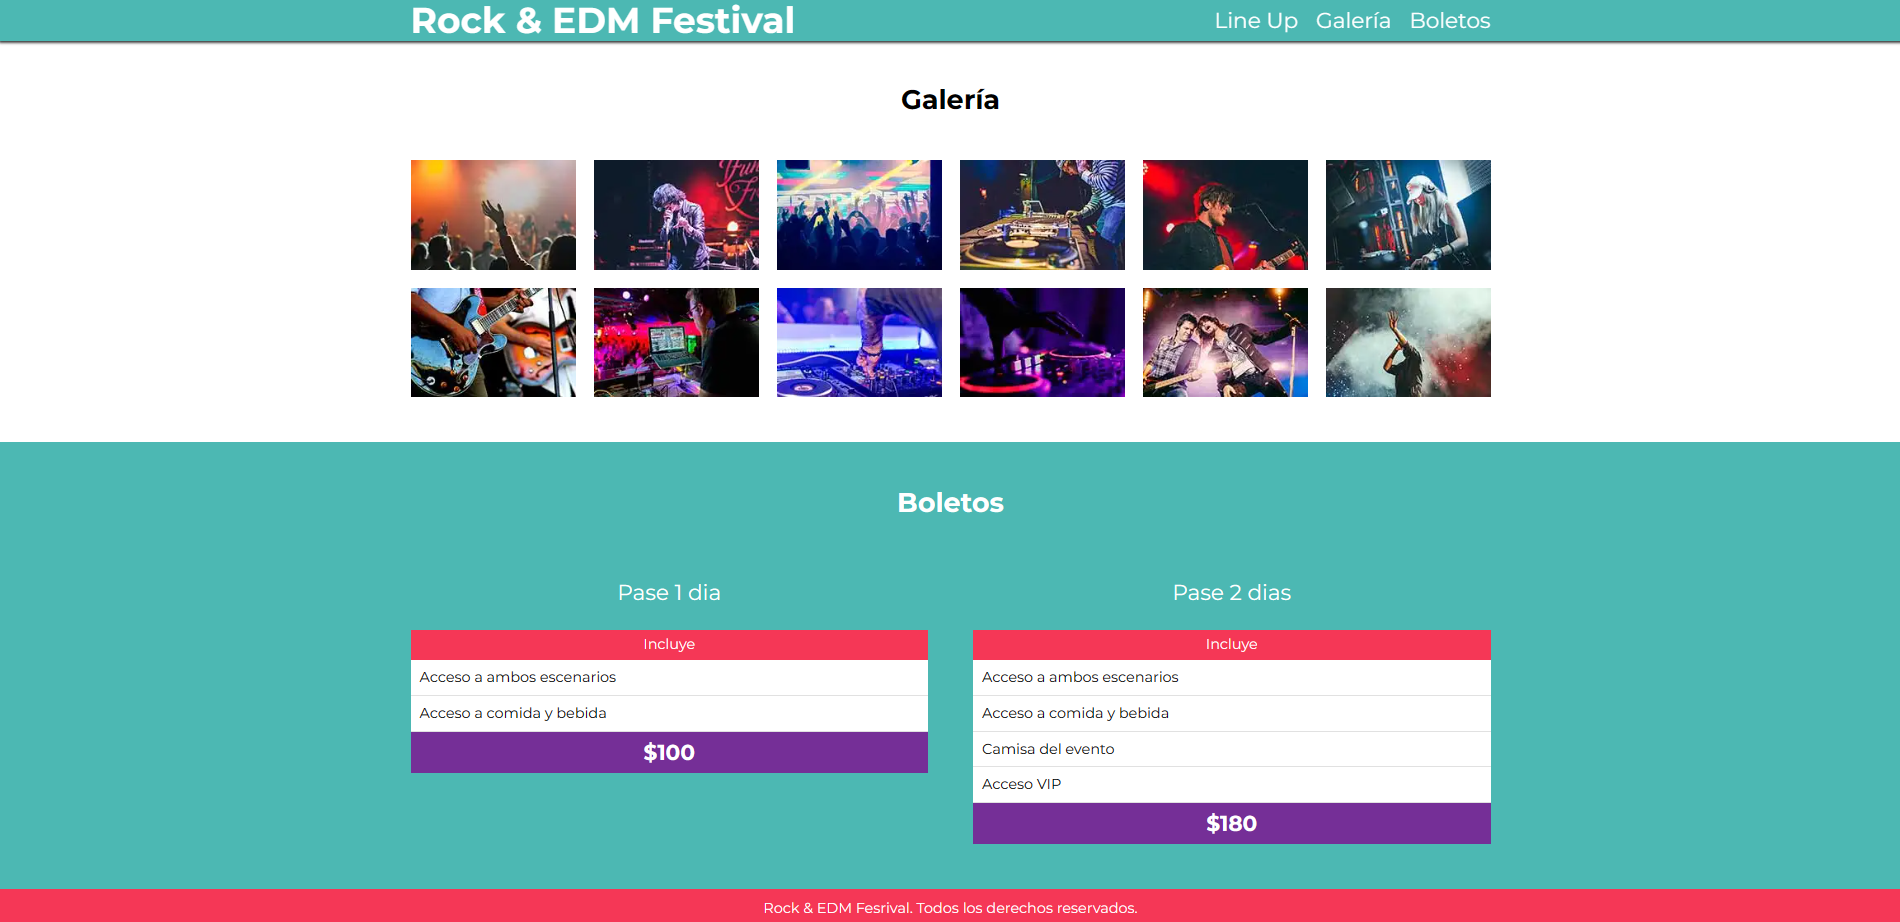 Rock & EDM Festival
Line Up Galería Boletos
Galería
Boletos
Pase 1 dia
Incluye
Acceso a ambos escenarios
Acceso a comida y bebida
$100
Pase 2 dias
Incluye
Acceso a ambos escenarios
Acceso a comida y bebida
Camisa del evento
Acceso VIP
$180
Rock & EDM Fesrival. Todos los derechos reservados.